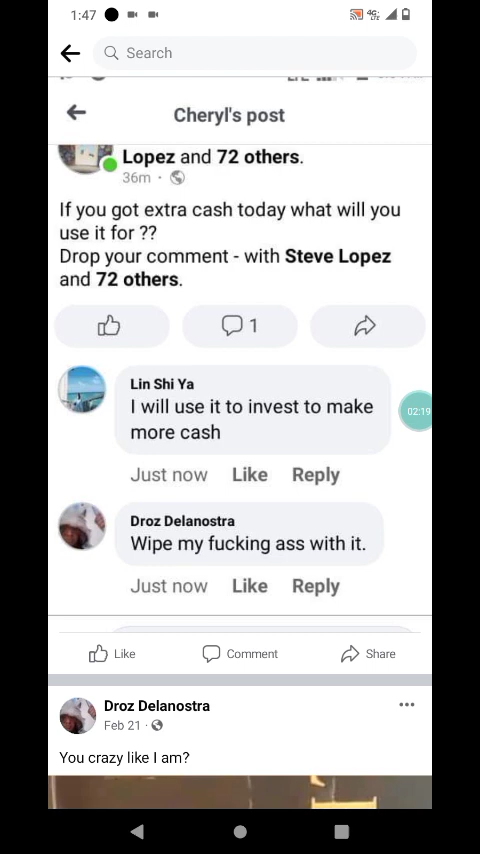 1:47
4G
LTE
Search
Cheryl's post
Lopez and 72 others.
36m ·
If you got extra cash today what will you
use it for ??
Drop your comment - with Steve Lopez
and 72 others.
1
Lin Shi Ya
I will use it to invest to make
more cash
02:19
Just now Like Reply
Droz Delanostra
Wipe my fucking ass with it.
Just now Like Reply
Like Comment Share
Droz Delanostra
Feb 21 ·
You crazy like I am?